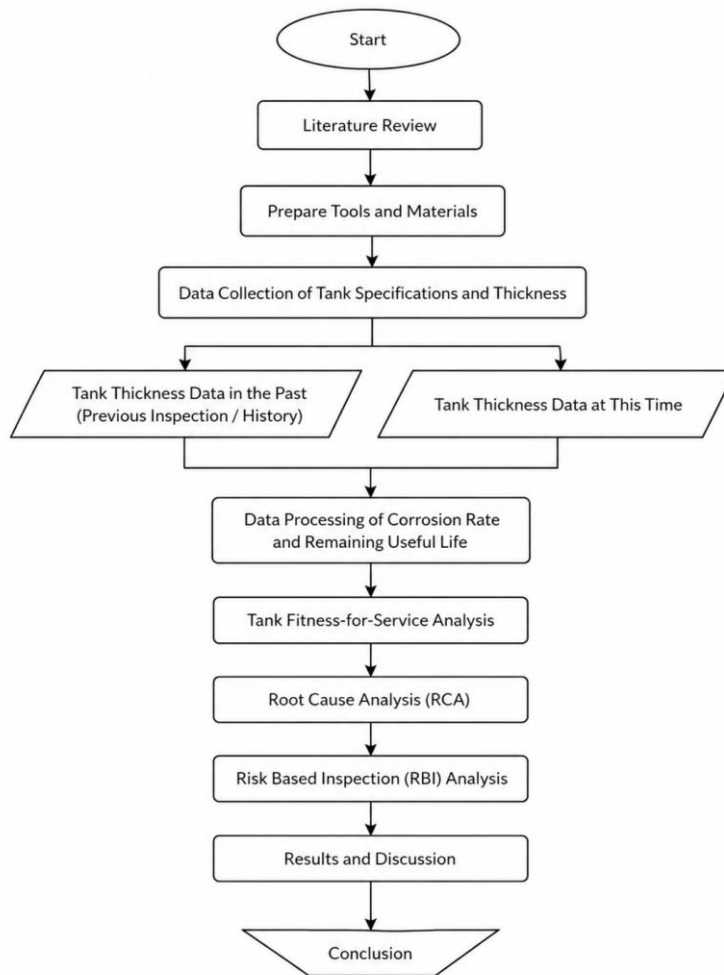 Start
Literature Review
Prepare Tools and Materials
Data Collection of Tank Specifications and Thickness
Tank Thickness Data in the Past
(Previous Inspection / History)
Tank Thickness Data at This Time
Data Processing of Corrosion Rate
and Remaining Useful Life
Tank Fitness-for-Service Analysis
Root Cause Analysis (RCA)
Risk Based Inspection (RBI) Analysis
Results and Discussion
Conclusion